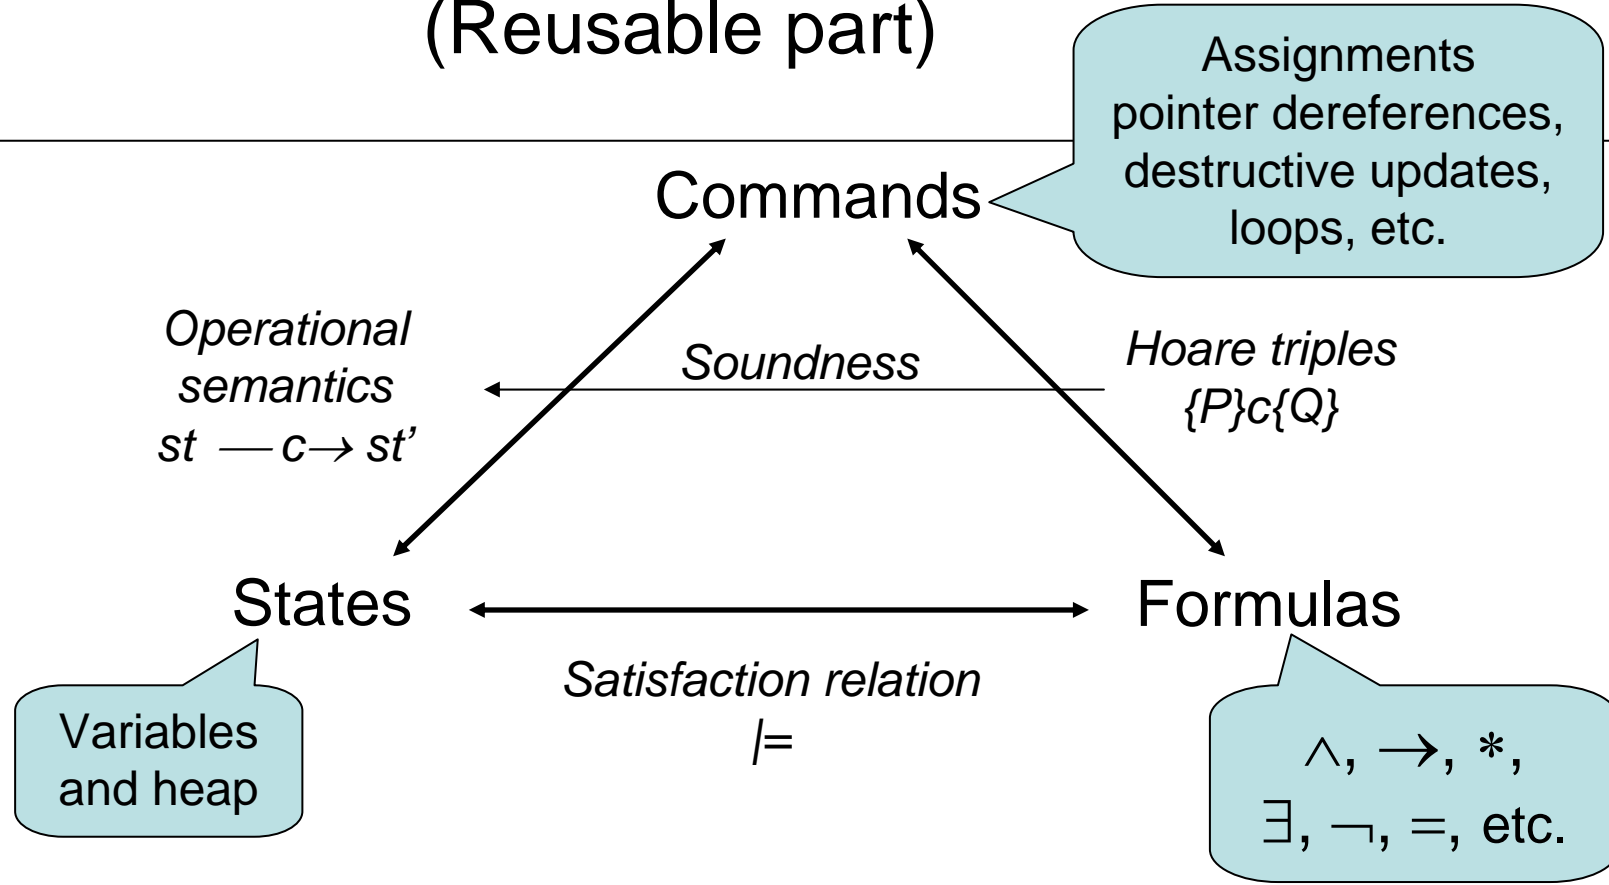 (Reusable part)
Assignments
pointer dereferences,
destructive updates,
loops, etc.
Commands
Operational
semantics
st —c→ st’
Soundness
Hoare triples
{P}c{Q}
States
Formulas
Satisfaction relation
|=
Variables
and heap
∧, →, *,
∃, ¬, =, etc.